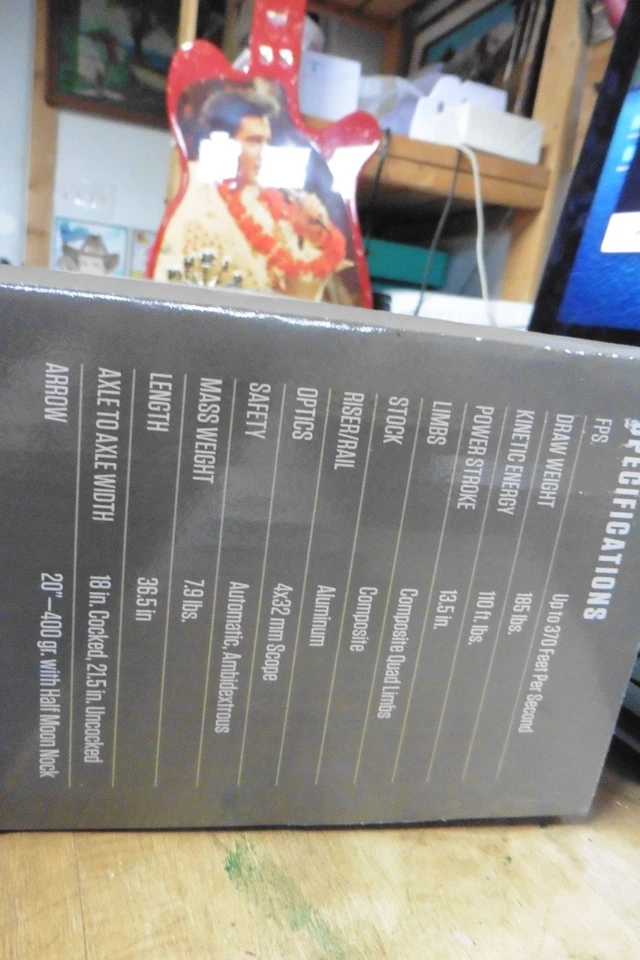 SPECIFICATIONS
FPS. Up to 370 Feet Per Second
DRAW WEIGHT 185 lbs.
KINETIC ENERGY 110 ft. lbs.
POWER STROKE 13.5 in.
LIMBS Composite Quad Limbs
STOCK Composite
RISER/RAIL Aluminum
OPTICS 4x32 mm Scope
SAFETY Automatic, Ambidextrous
MASS WEIGHT 7.9 lbs.
LENGTH 36.5 in
AXLE TO AXLE WIDTH 18 in. Cocked, 21.5 in. Uncocked
ARROW 20"–400 gr. with Half Moon Nock